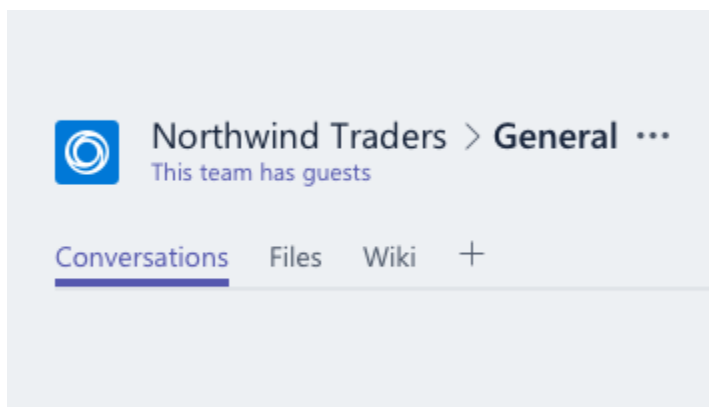 Northwind Traders > General ...
This team has guests
Conversations Files Wiki +